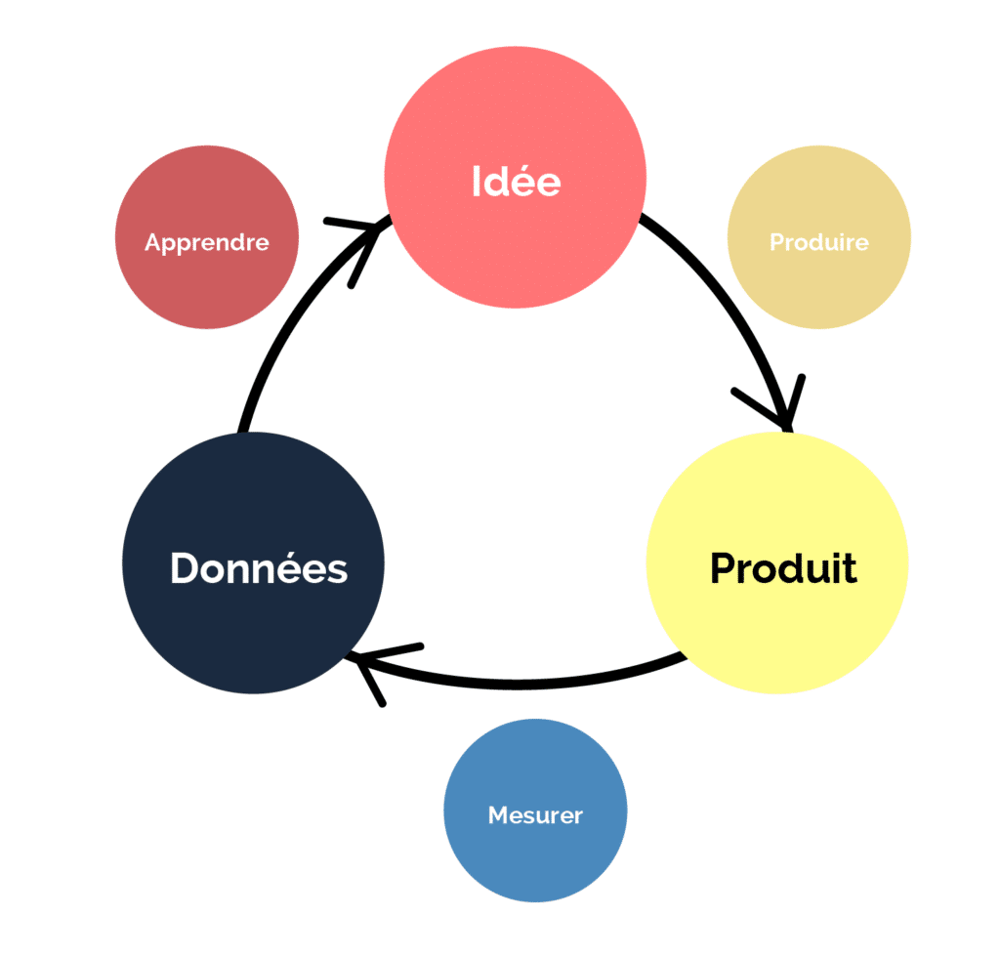 Idée
Apprendre
Produire
Données
Produit
Mesurer